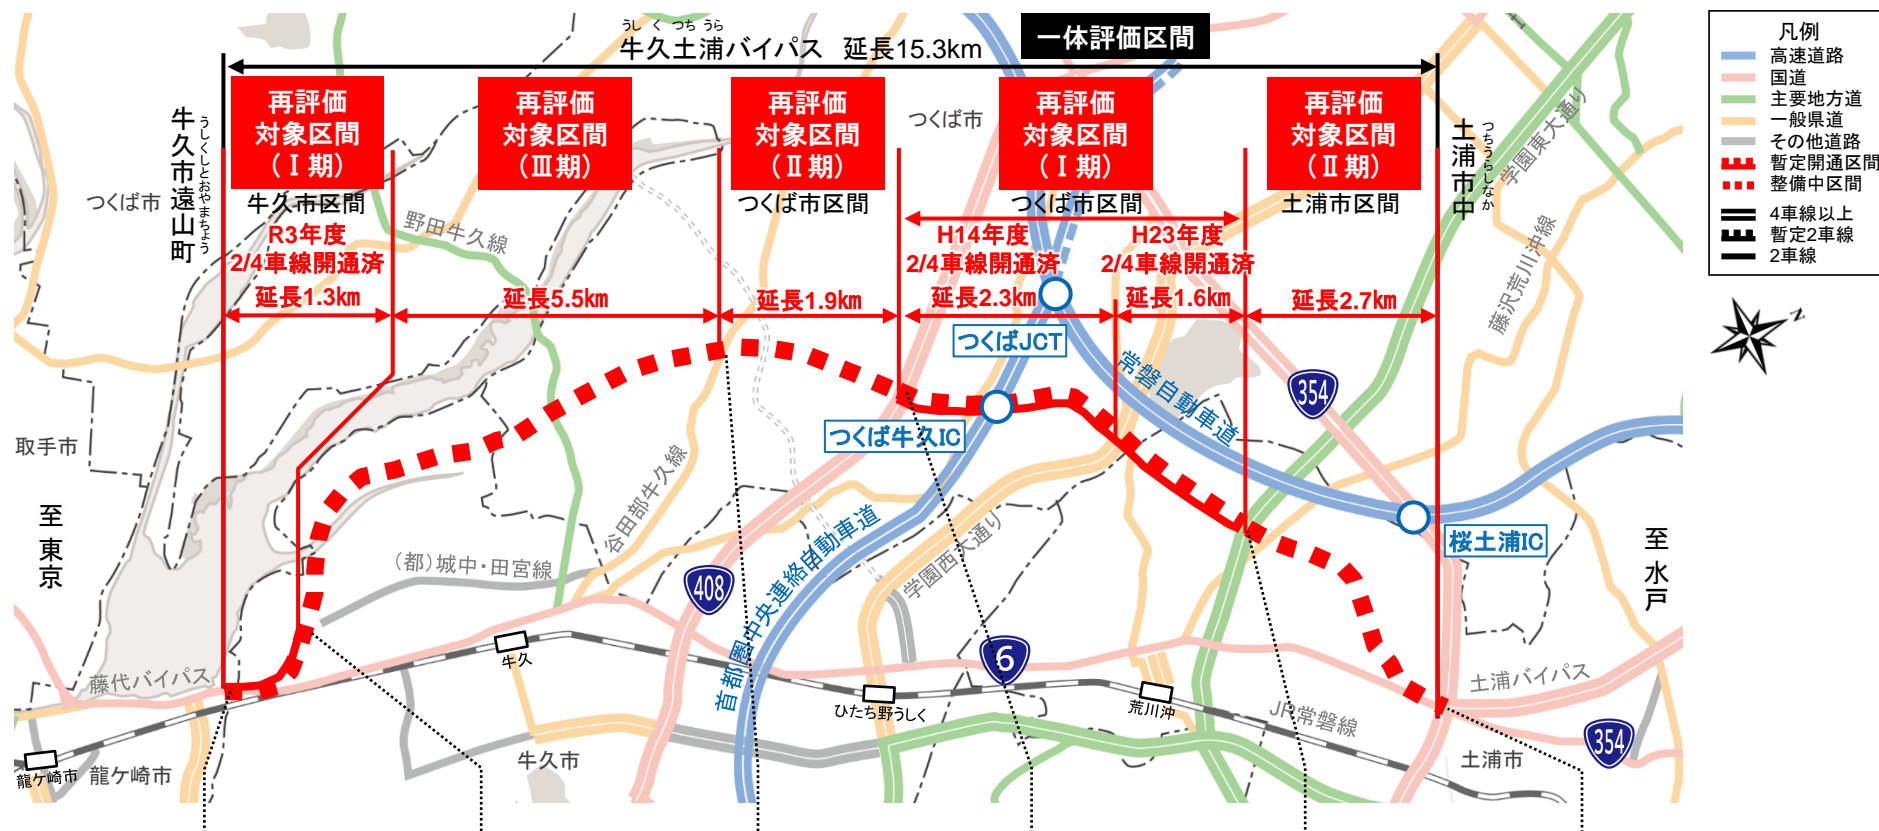 うしくつちうら
牛久土浦バイパス 延長15.3km
一体評価区間
再評価
対象区間
(Ⅰ期)
再評価
対象区間
(Ⅲ期)
再評価
対象区間
(Ⅱ期)
再評価
対象区間
(Ⅰ期)
再評価
対象区間
(Ⅱ期)
牛久市区間
つくば市区間
つくば市区間
土浦市区間
R3年度
2/4車線開通済
延長1.3㎞
延長5.5㎞
延長1.9㎞
H14年度
2/4車線開通済
延長2.3㎞
H23年度
2/4車線開通済
延長1.6㎞
延長2.7㎞
牛久市遠山町
うしくしとおやまちょう
土浦市中
つちうらしなか
つくば市
つくば市
取手市
至東京
至水戸
野田牛久線
谷田部牛久線
(都)城中・田宮線
藤代バイパス
学園西大通り
学園東大通り
藤沢荒川沖線
土浦バイパス
JR常磐線
首都圏中央連絡自動車道
常磐自動車道
つくばJCT
つくば牛久IC
桜土浦IC
408
6
354
354
牛久
ひたち野うしく
荒川沖
龍ケ崎市
龍ケ崎市
牛久市
土浦市
凡例
高速道路
国道
主要地方道
一般県道
その他道路
暫定開通区間
整備中区間
4車線以上
暫定2車線
2車線
N